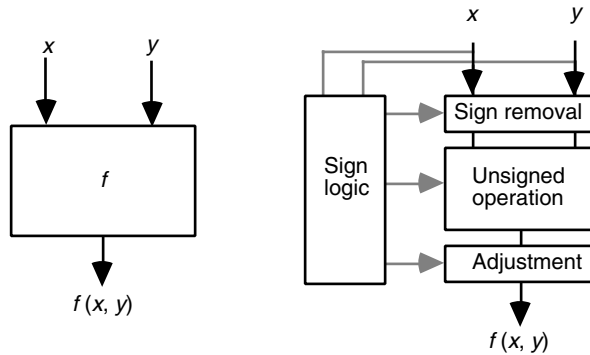 x y
f
f (x, y)
x y
Sign removal
Sign
logic
Unsigned
operation
Adjustment
f (x, y)